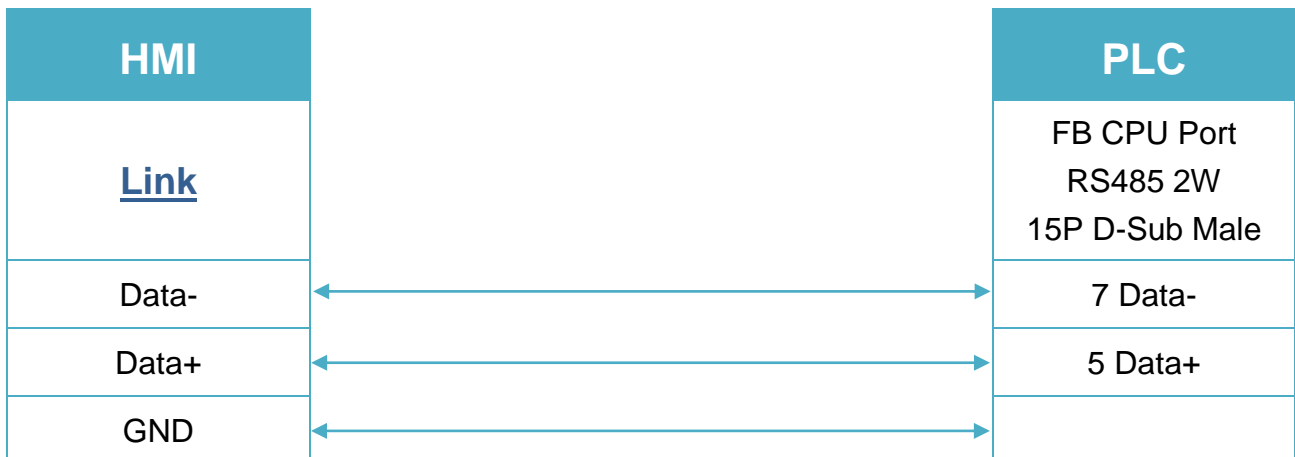 HMI
PLC
Link
FB CPU Port
RS485 2W
15P D-Sub Male
Data-
7 Data-
Data+
5 Data+
GND